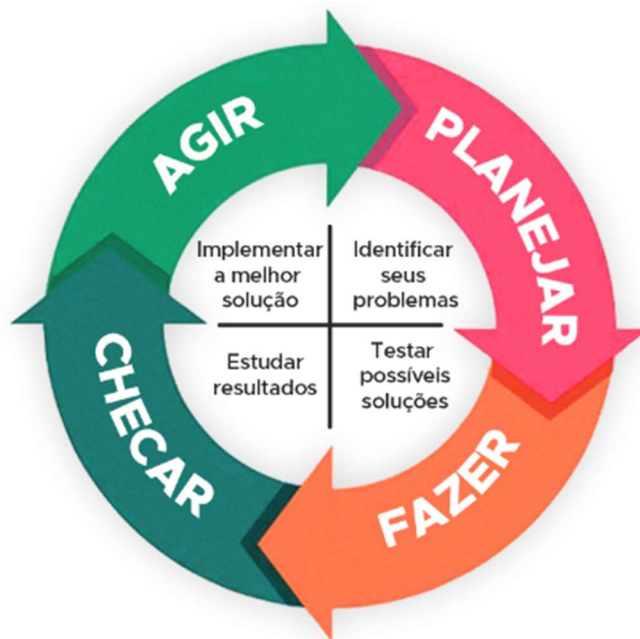 AGIR
PLANEJAR
Implementar
a melhor
solução
Identificar
seus
problemas
Estudar
resultados
Testar
possíveis
soluções
CHECAR
FAZER